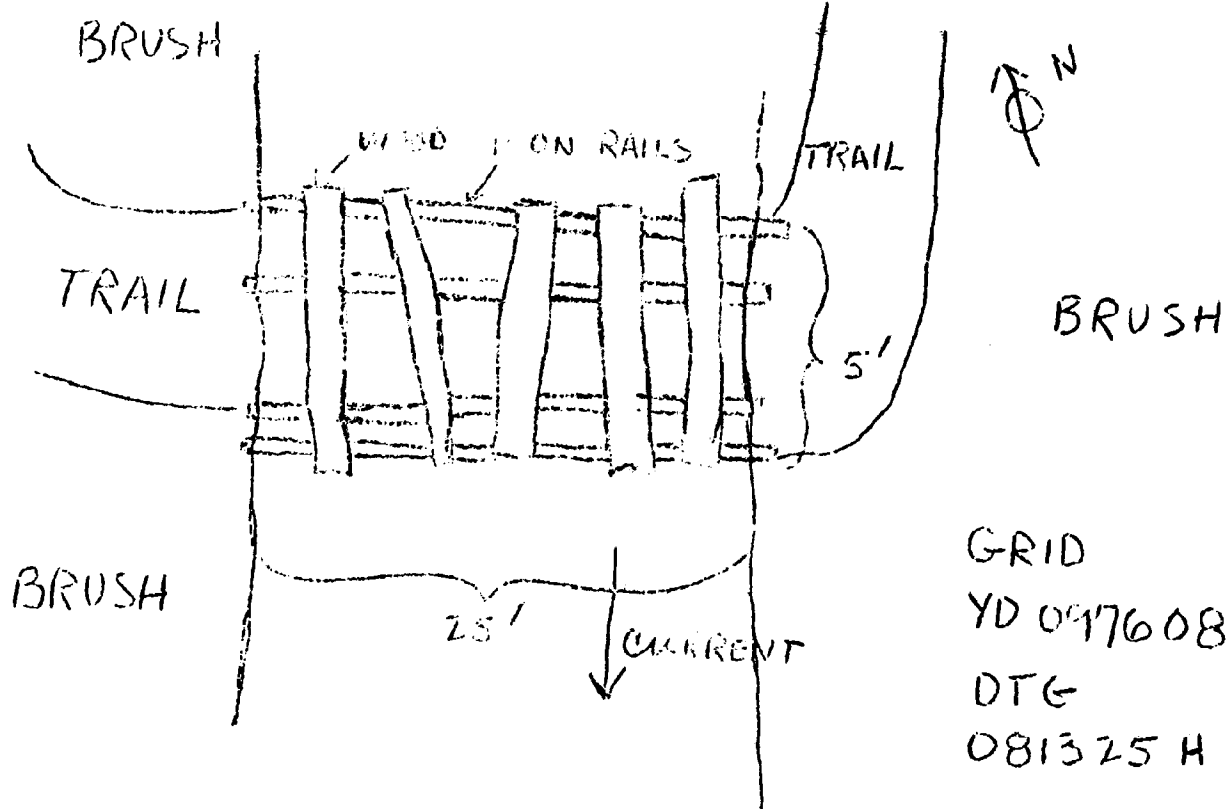 BRUSH
N
WOOD
ON RAILS
TRAIL
TRAIL
BRUSH
5'
BRUSH
25'
CURRENT
GRID
YD 097608
DTG
081325 H